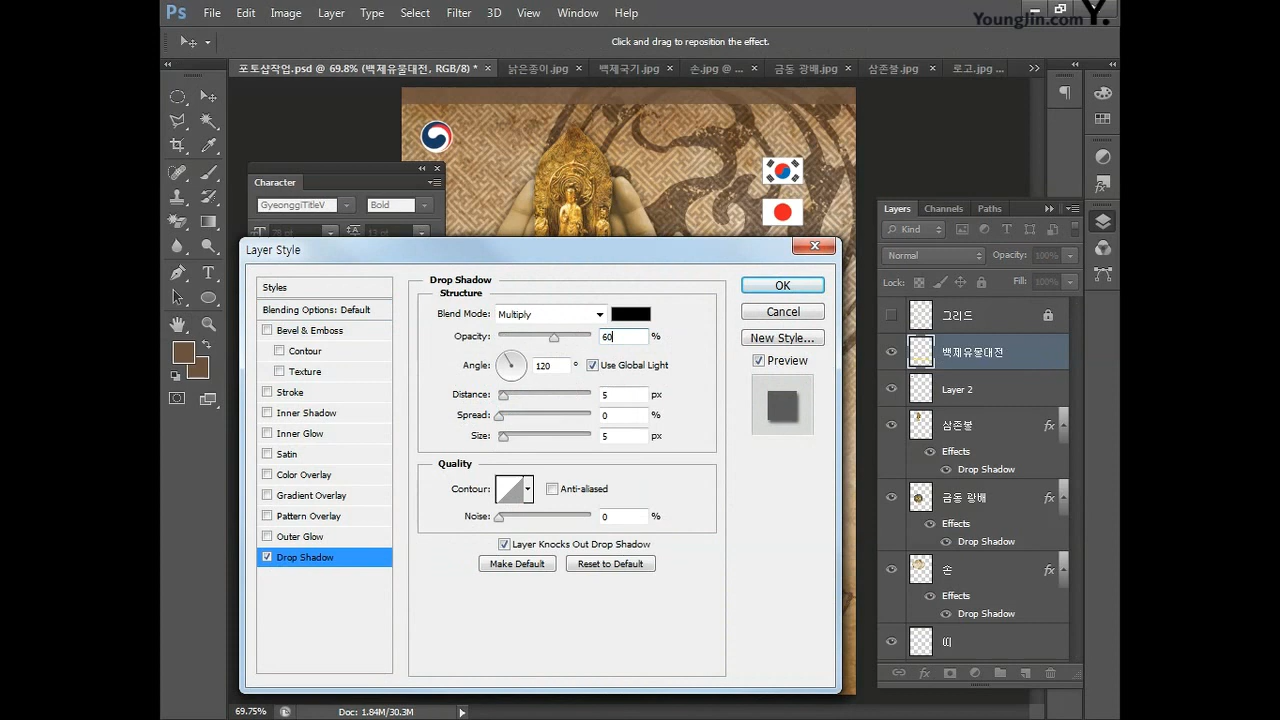 Ps File Edit Image Layer Type Select Filter 3D View Window Help
YoungJin.com Y.
Click and drag to reposition the effect.
포토샵작업.psd @ 69.8% (백제유물대전, RGB/8) * × 낡은종이.jpg × 백제국기.jpg × 손.jpg @ ... × 금동 광배.jpg × 삼존불.jpg × 로고.jpg ...
Character
GyeonggiTitleV Bold
78 pt
Layer Style
Styles
Blending Options: Default
Bevel & Emboss
Contour
Texture
Stroke
Inner Shadow
Inner Glow
Satin
Color Overlay
Gradient Overlay
Pattern Overlay
Outer Glow
Drop Shadow
Drop Shadow
Structure
Blend Mode: Multiply
Opacity: 60 %
Angle: 120 ° Use Global Light
Distance: 5 px
Spread: 0 %
Size: 5 px
Quality
Contour: Anti-aliased
Noise: 0 %
Layer Knocks Out Drop Shadow
Make Default Reset to Default
OK
Cancel
New Style...
Preview
Layers Channels Paths
Kind
Normal Opacity: 100%
Lock: Fill: 100%
그리드
백제유물대전
Layer 2
삼존불 fx
Effects
Drop Shadow
금동 광배 fx
Effects
Drop Shadow
손 fx
Effects
Drop Shadow
띠
69.75% Doc: 1.84M/30.3M